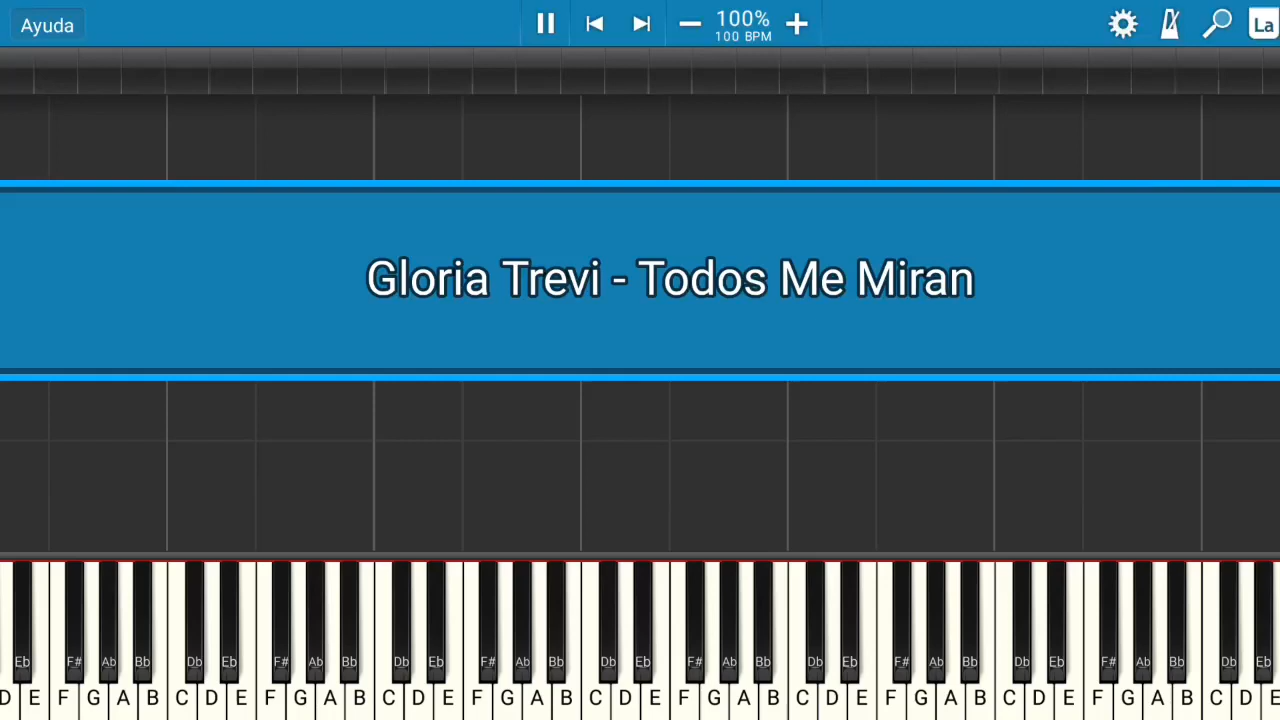 Ayuda
100%
100 BPM
La
Gloria Trevi - Todos Me Miran
Eb F# Ab Bb Db Eb F# Ab Bb Db Eb F# Ab Bb Db Eb F# Ab Bb Db Eb F# Ab Bb Db Eb F# Ab Bb Db Eb
D E F G A B C D E F G A B C D E F G A B C D E F G A B C D E F G A B C D E F G A B C D E